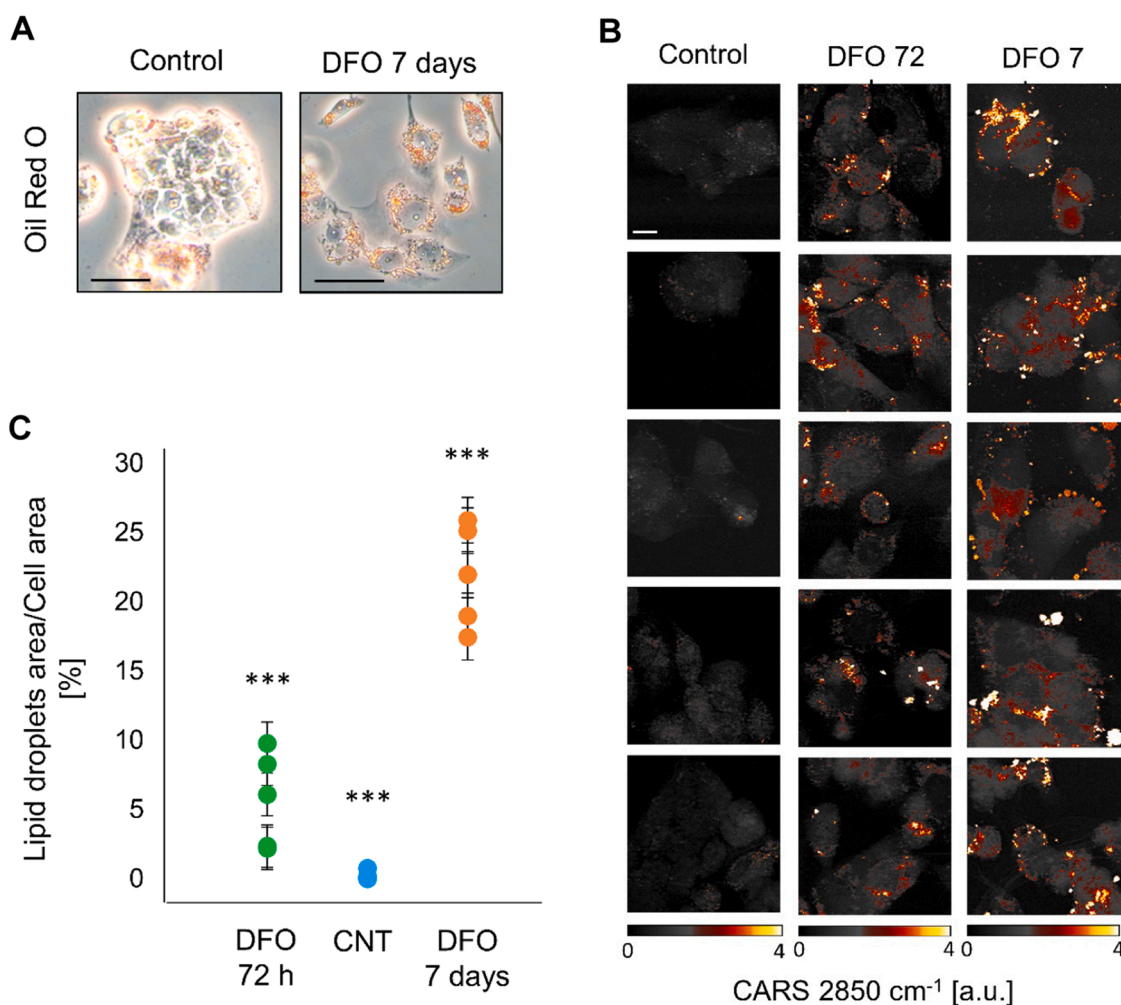 A
Control
DFO 7 days
Oil Red O
B
Control
DFO 72
DFO 7
0
4
0
4
0
4
CARS 2850 cm⁻¹ [a.u.]
C
Lipid droplets area/Cell area
[%]
30
25
20
15
10
5
0
***
***
***
DFO
72 h
CNT
DFO
7 days